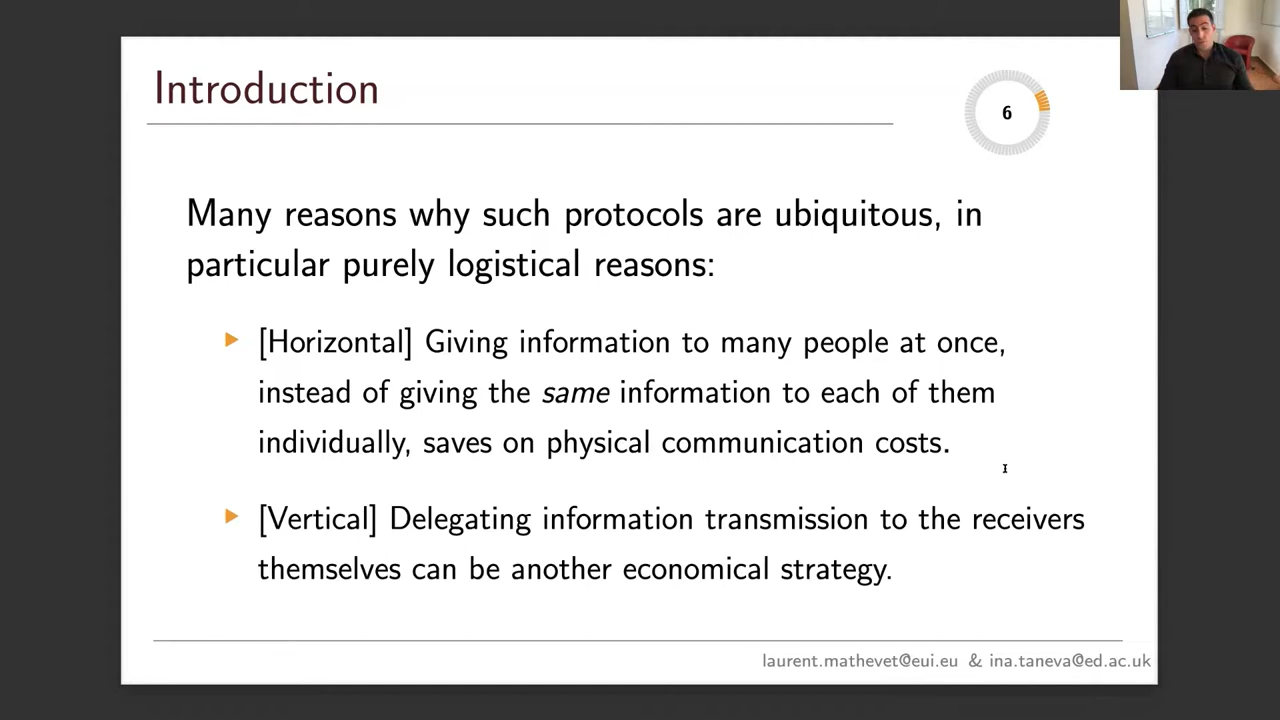 Introduction
6
Many reasons why such protocols are ubiquitous, in
particular purely logistical reasons:
[Horizontal] Giving information to many people at once,
instead of giving the same information to each of them
individually, saves on physical communication costs.
[Vertical] Delegating information transmission to the receivers
themselves can be another economical strategy.
laurent.mathevet@eui.eu & ina.taneva@ed.ac.uk